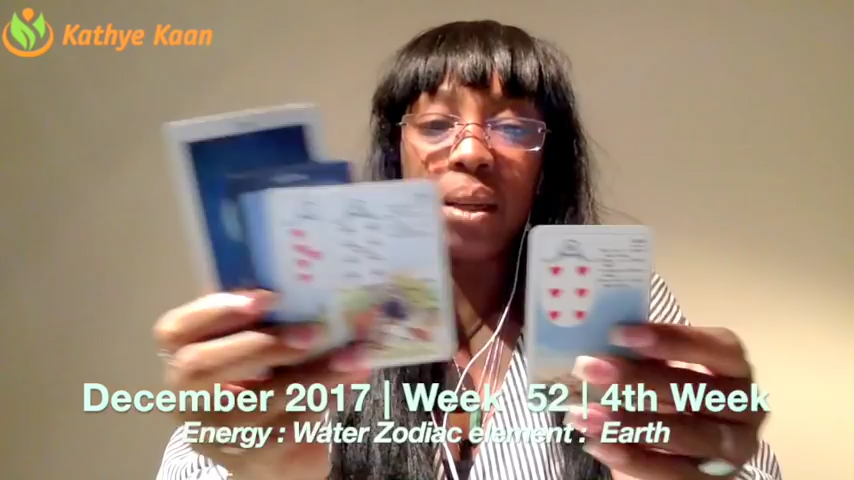 Kathye Kaan
December 2017 | Week 52 | 4th Week
Energy : Water Zodiac element : Earth